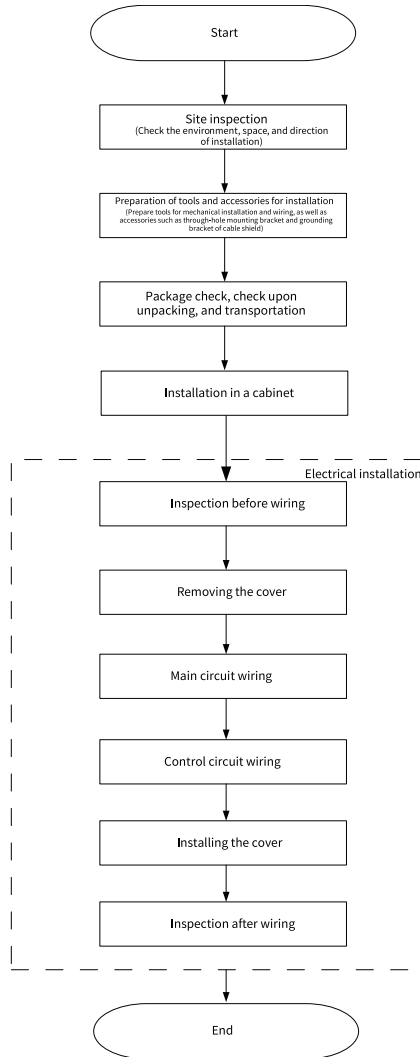 Start
Site inspection
(Check the environment, space, and direction
of installation)
Preparation of tools and accessories for installation
(Prepare tools for mechanical installation and wiring, as well as
accessories such as through-hole mounting bracket and grounding
bracket of cable shield)
Package check, check upon
unpacking, and transportation
Installation in a cabinet
Electrical installation
Inspection before wiring
Removing the cover
Main circuit wiring
Control circuit wiring
Installing the cover
Inspection after wiring
End